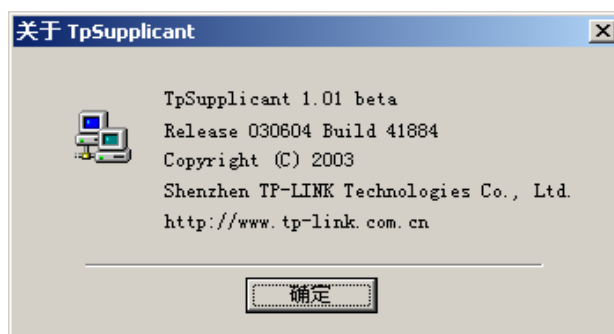 关于 TpSupplicant
TpSupplicant 1.01 beta
Release 030604 Build 41884
Copyright (C) 2003
Shenzhen TP-LINK Technologies Co., Ltd.
http://www.tp-link.com.cn
确定